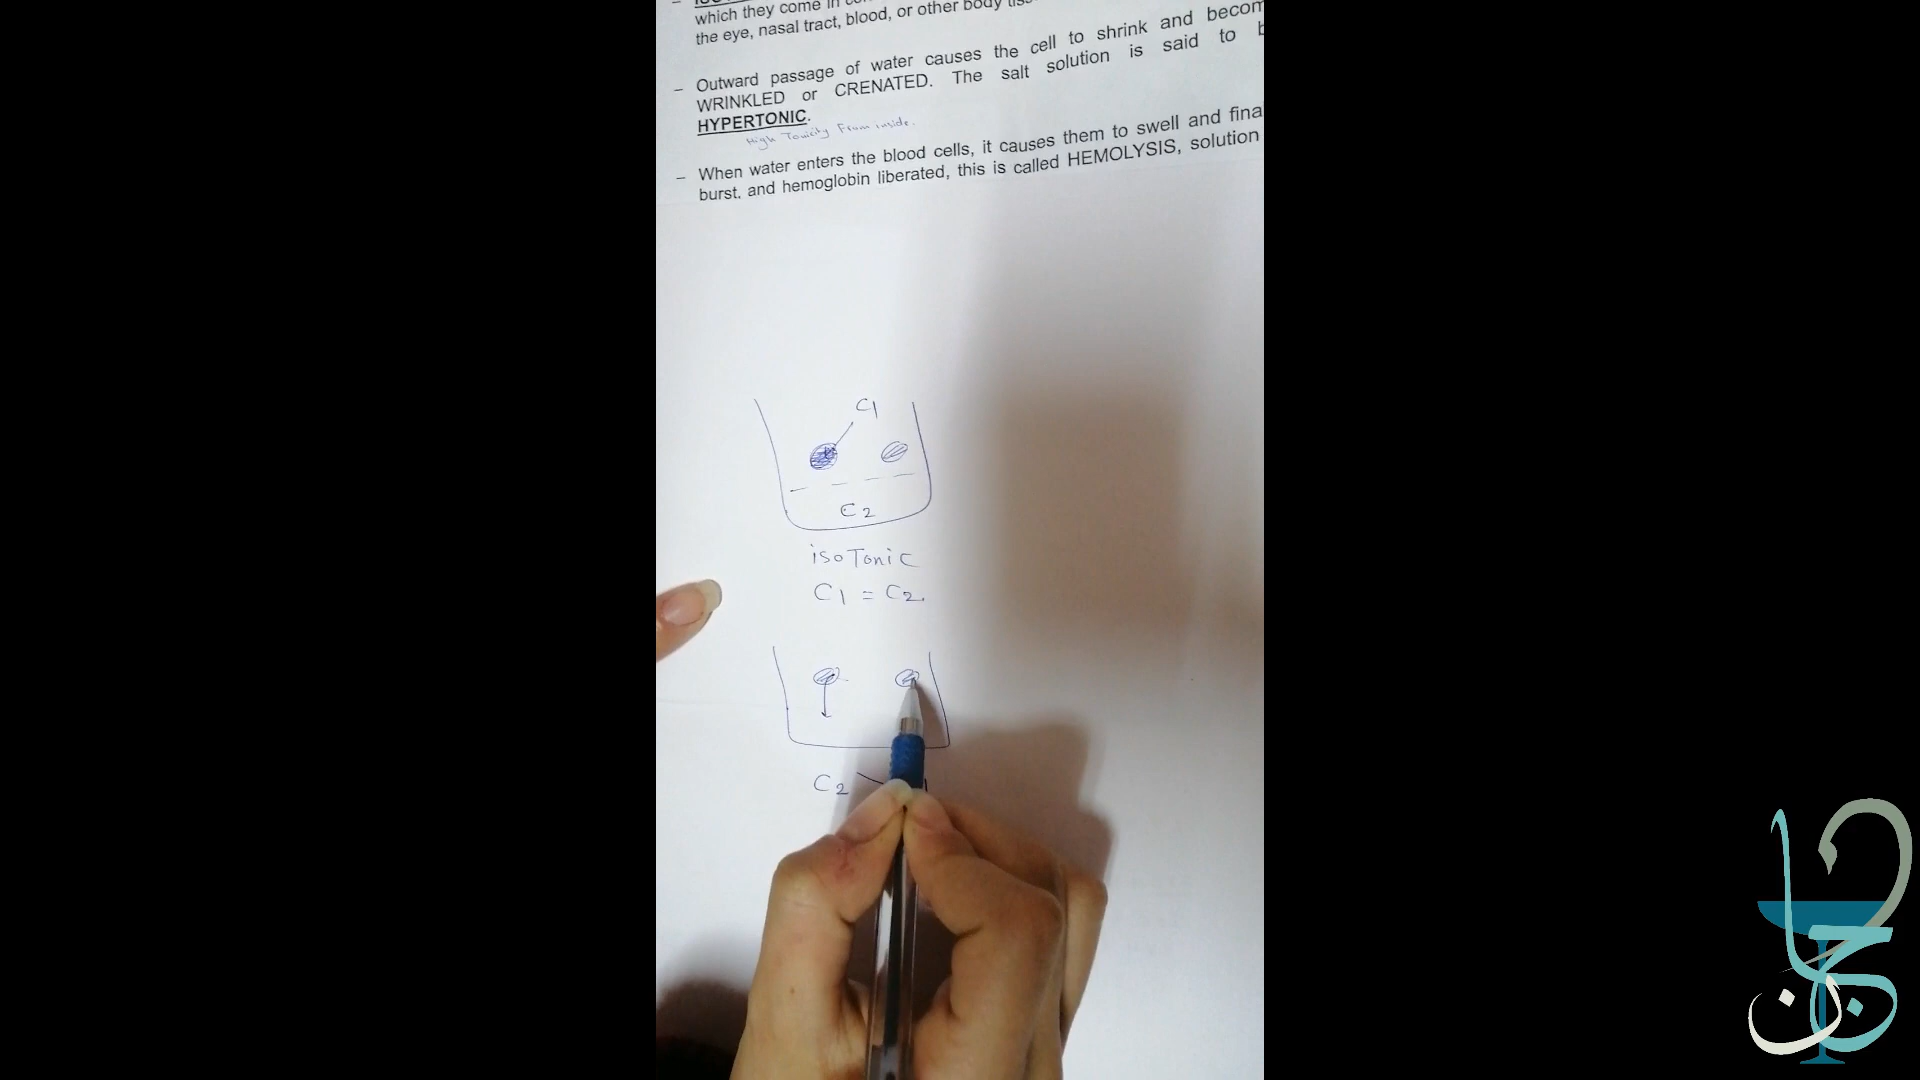 which they come in
the eye, nasal tract, blood, or other body
– Outward passage of water causes the cell to shrink and
WRINKLED or CRENATED. The salt solution is said to
HYPERTONIC.
High Tonicity From inside.
– When water enters the blood cells, it causes them to swell and
burst, and hemoglobin liberated, this is called HEMOLYSIS, solution
C1
C2
isoTonic
C1 = C2.
C2